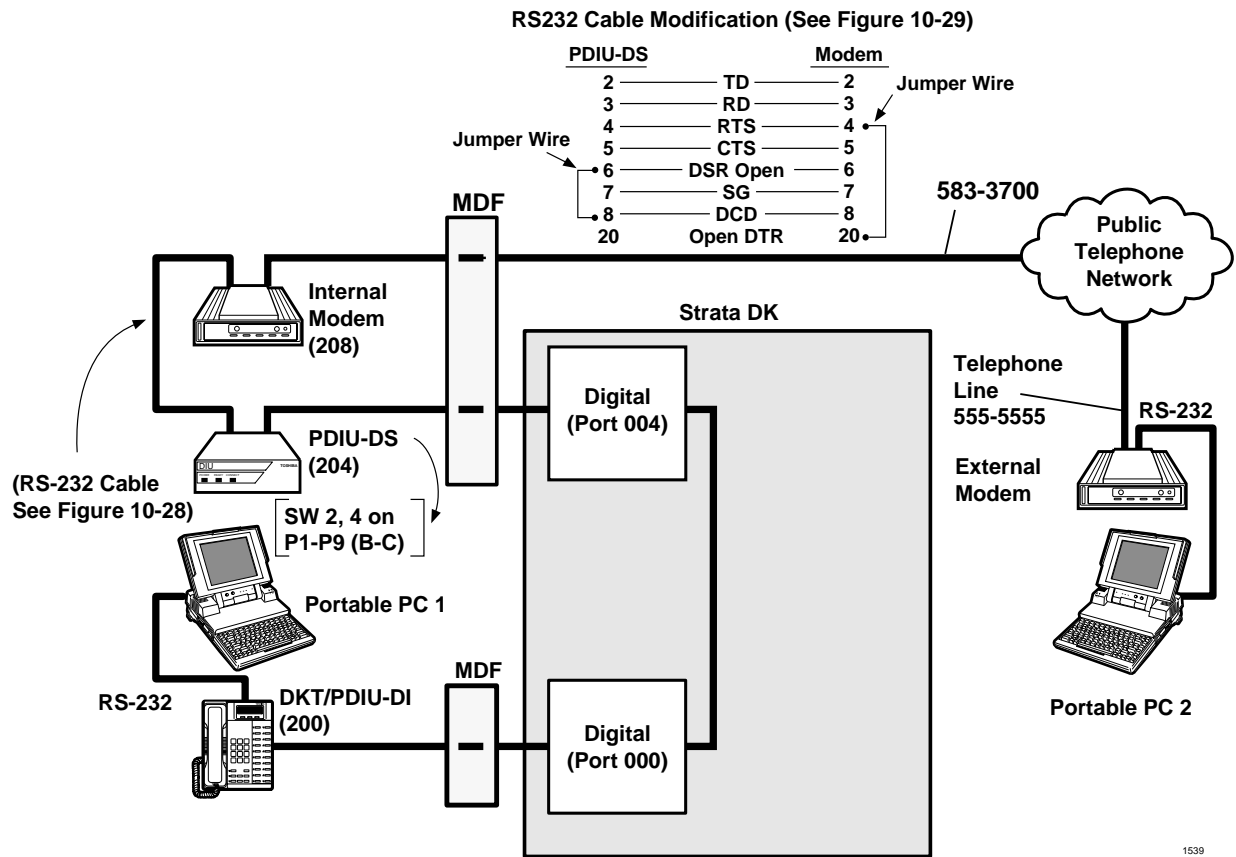 RS232 Cable Modification (See Figure 10-29)
PDIU-DS Modem
2 TD 2
3 RD 3
4 RTS 4
5 CTS 5
6 DSR Open 6
7 SG 7
8 DCD 8
20 Open DTR 20
Jumper Wire
Jumper Wire
MDF
583-3700
Public
Telephone
Network
Internal
Modem
(208)
Strata DK
Digital
(Port 004)
Telephone
Line
555-5555
RS-232
External
Modem
PDIU-DS
(204)
DIU
TOSHIBA
(RS-232 Cable
See Figure 10-28)
SW 2, 4 on
P1-P9 (B-C)
Portable PC 1
MDF
RS-232
DKT/PDIU-DI
(200)
Digital
(Port 000)
Portable PC 2
1539